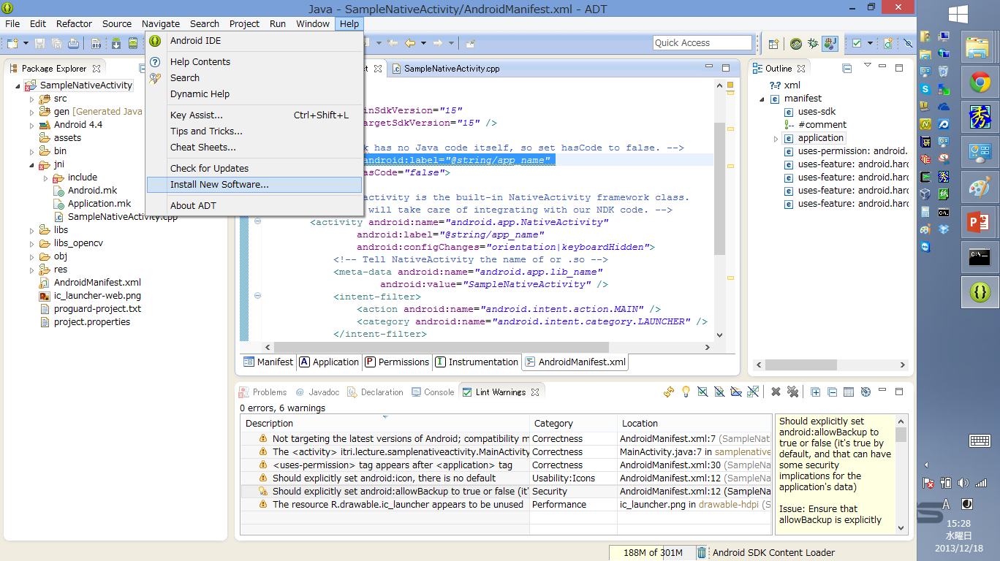 Java - SampleNativeActivity/AndroidManifest.xml - ADT
File Edit Refactor Source Navigate Search Project Run Window Help
Quick Access
Android IDE
Help Contents
Search
Dynamic Help
Key Assist... Ctrl+Shift+L
Tips and Tricks...
Cheat Sheets...
Check for Updates
Install New Software...
About ADT
Package Explorer
SampleNativeActivity
src
gen [Generated Java
Android 4.4
assets
bin
jni
include
Android.mk
Application.mk
SampleNativeActivity.cpp
libs
libs_opencv
obj
res
AndroidManifest.xml
ic_launcher-web.png
proguard-project.txt
project.properties
SampleNativeActivity.cpp
inSdkVersion="15"
argetSdkVersion="15" />
k has no Java code itself, so set hasCode to false. -->
android:label="@string/app_name"
asCode="false">
activity is the built-in NativeActivity framework class.
will take care of integrating with our NDK code. -->
<activity android:name="android.app.NativeActivity"
android:label="@string/app_name"
android:configChanges="orientation|keyboardHidden">
<!-- Tell NativeActivity the name of or .so -->
<meta-data android:name="android.app.lib_name"
android:value="SampleNativeActivity" />
<intent-filter>
<action android:name="android.intent.action.MAIN" />
<category android:name="android.intent.category.LAUNCHER" />
</intent-filter>
Manifest Application Permissions Instrumentation AndroidManifest.xml
Outline
xml
manifest
uses-sdk
#comment
application
uses-permission: android.
uses-feature: android.hard
uses-feature: android.hard
uses-feature: android.hard
uses-feature: android.hard
Problems Javadoc Declaration Console Lint Warnings
0 errors, 6 warnings
Description Category Location
Not targeting the latest versions of Android; compatibility m Correctness AndroidManifest.xml:7 (SampleNat
The <activity> itri.lecture.samplenativeactivity.MainActivity Correctness MainActivity.java:7 in samplenative
<uses-permission> tag appears after <application> tag Correctness AndroidManifest.xml:30 (SampleNa
Should explicitly set android:icon, there is no default Usability:Icons AndroidManifest.xml:12 (SampleNa
Should explicitly set android:allowBackup to true or false (it' Security AndroidManifest.xml:12 (SampleNa
The resource R.drawable.ic_launcher appears to be unused Performance ic_launcher.png in drawable-hdpi (S
Should explicitly set
android:allowBackup to
true or false (it's true by
default, and that can have
some security
implications for the
application's data)
Issue: Ensure that
allowBackup is explicitly
188M of 301M
Android SDK Content Loader
A
15:28
水曜日
2013/12/18